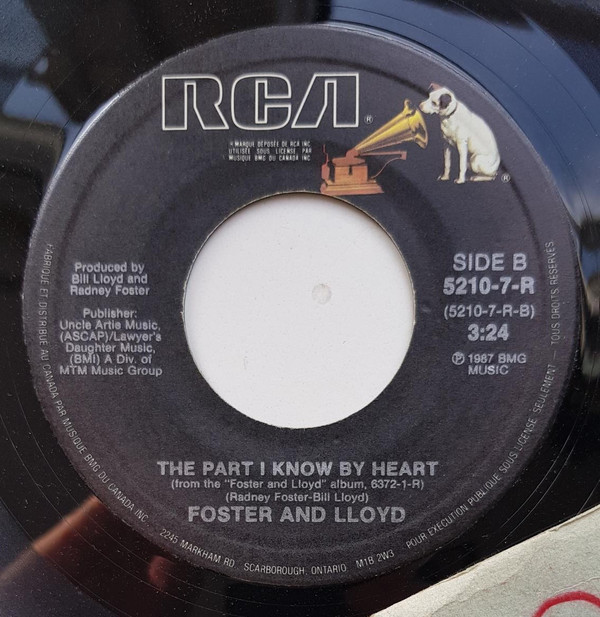 RCA®
® MARQUE DÉPOSÉE DE RCA INC
UTILISÉE SOUS LICENSE PAR
MUSIQUE BMG DU CANADA INC
®
Produced by
Bill Lloyd and
Radney Foster
Publisher:
Uncle Artie Music,
(ASCAP)/Lawyer's
Daughter Music,
(BMI) A Div. of
MTM Music Group
SIDE B
5210-7-R
(5210-7-R-B)
3:24
℗ 1987 BMG
MUSIC
THE PART I KNOW BY HEART
(from the "Foster and Lloyd" album, 6372-1-R)
(Radney Foster-Bill Lloyd)
FOSTER AND LLOYD
FABRIQUE ET DISTRIBUE AU CANADA PAR MUSIQUE BMG DU CANADA INC. 2245 MARKHAM RD SCARBOROUGH, ONTARIO, M1B 2W3 POUR EXECUTION PUBLIQUE SOUS LICENSE SEULEMENT — TOUS DROITS RESERVES